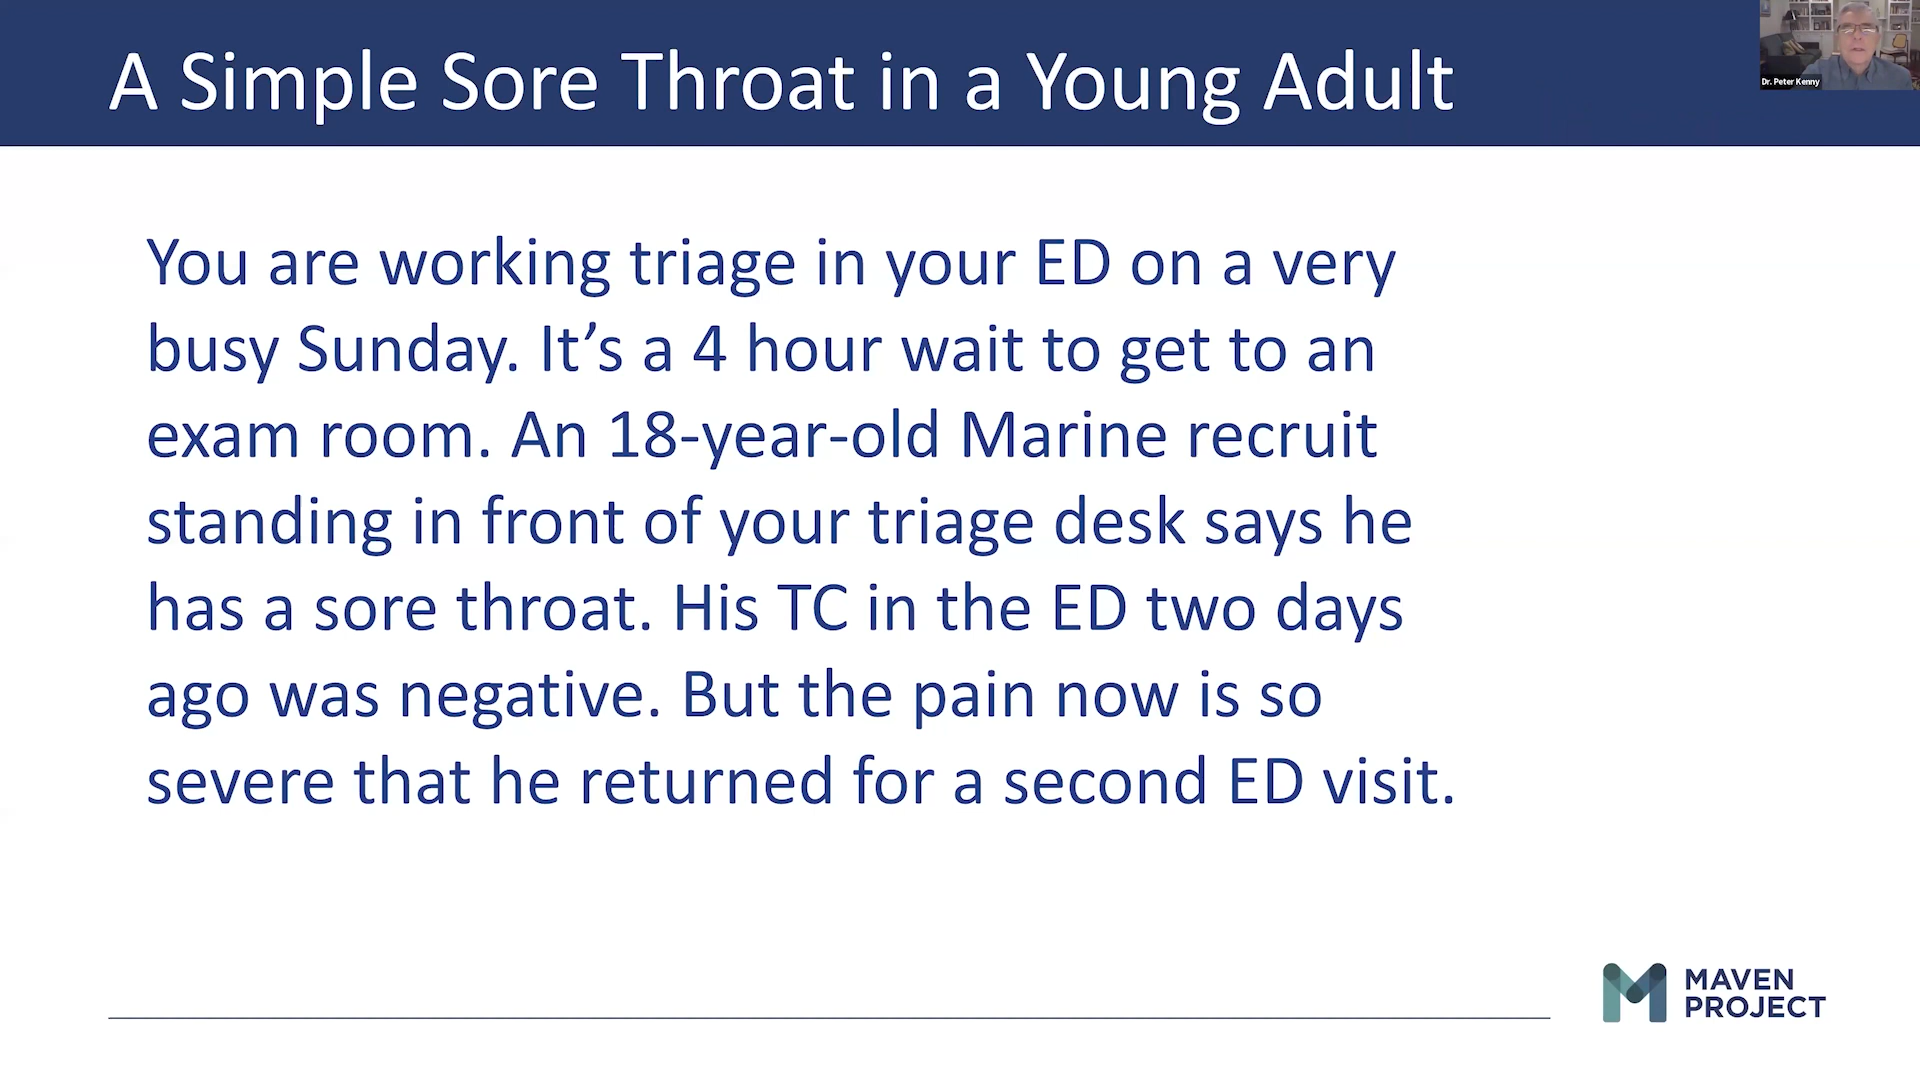 A Simple Sore Throat in a Young Adult
Dr. Peter Kenny
You are working triage in your ED on a very
busy Sunday. It’s a 4 hour wait to get to an
exam room. An 18-year-old Marine recruit
standing in front of your triage desk says he
has a sore throat. His TC in the ED two days
ago was negative. But the pain now is so
severe that he returned for a second ED visit.
MAVEN
PROJECT